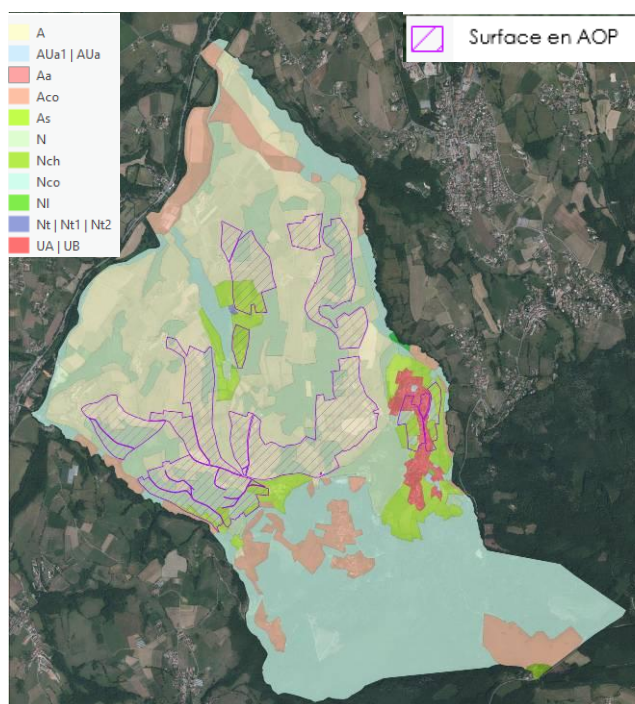 A
AUa1 | AUa
Aa
Aco
As
N
Nch
Nco
Nl
Nt | Nt1 | Nt2
UA | UB
Surface en AOP